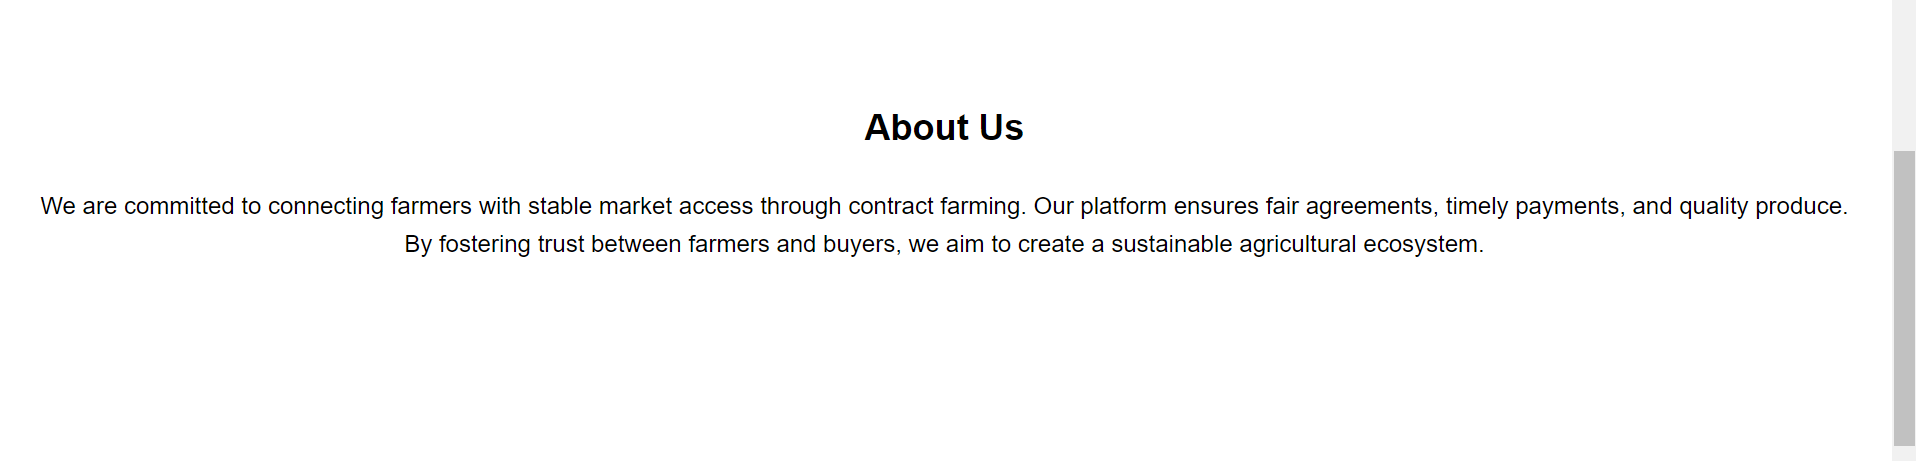 About Us
We are committed to connecting farmers with stable market access through contract farming. Our platform ensures fair agreements, timely payments, and quality produce.
By fostering trust between farmers and buyers, we aim to create a sustainable agricultural ecosystem.